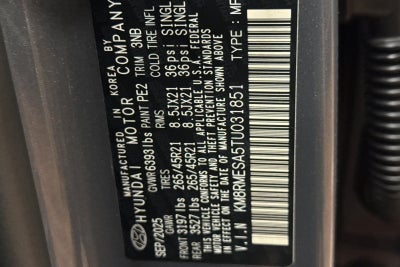 MADE IN KOREA
HYUNDAI MOTOR COMPANY
SEP/2025 GVWR 6393 lbs PAINT PE2 TRIM 3NB
GAWR TIRES RIMS COLD TIRE INFL
FRONT 3197 lbs 265/45R21 8.5JX21 36 psi SINGL
REAR 3527 lbs 265/45R21 8.5JX21 36 psi SINGL
THIS VEHICLE CONFORMS TO ALL APPLICABLE U.S.A. FEDERAL
MOTOR VEHICLE SAFETY AND THEFT PREVENTION STANDARDS
IN EFFECT ON THE DATE OF MANUFACTURE SHOWN ABOVE.
V.I.N KM8RMESA5TU031851 TYPE: MP